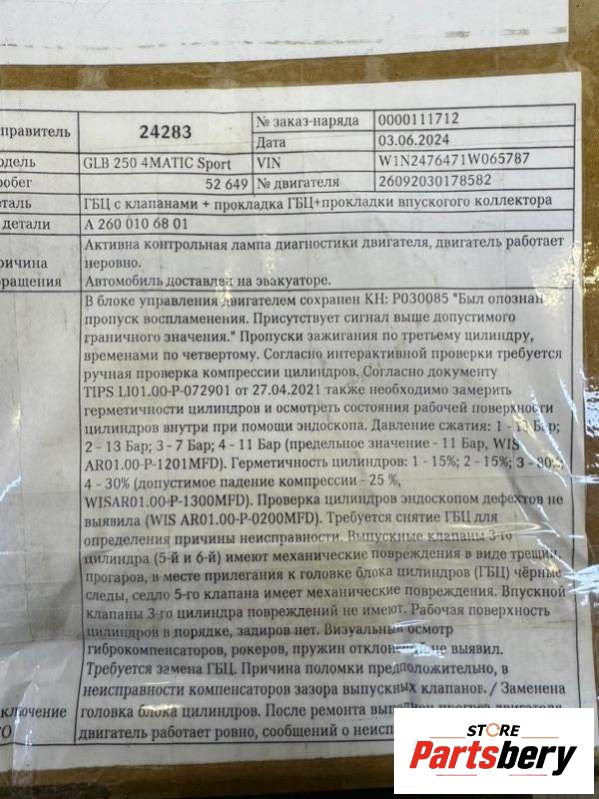 правитель 24283 № заказ-наряда 0000111712
Дата 03.06.2024
одель GLB 250 4MATIC Sport VIN W1N2476471W065787
робег 52 649 № двигателя 26092030178582
еталь ГБЦ с клапанами + прокладка ГБЦ+прокладки впускогого коллектора
детали А 260 010 68 01
Активна контрольная лампа диагностики двигателя, двигатель работает
ричина неровно.
ращения Автомобиль доставлен на эвакуаторе.
В блоке управления двигателем сохранен КН: P030085 "Был опознан
пропуск воспламенения. Присутствует сигнал выше допустимого
граничного значения." Пропуски зажигания по третьему цилиндру,
временами по четвертому. Согласно интерактивной проверки требуется
ручная проверка компрессии цилиндров. Согласно документу
TIPS LI01.00-P-072901 от 27.04.2021 также необходимо замерить
герметичности цилиндров и осмотреть состояния рабочей поверхности
цилиндров внутри при помощи эндоскопа. Давление сжатия: 1 - Бар;
2 - 13 Бар; 3 - 7 Бар; 4 - 11 Бар (предельное значение - 11 Бар, WIS
AR01.00-P-1201MFD). Герметичность цилиндров: 1 - 15%; 2 - 15%; 3 - 80%,
4 - 30% (допустимое падение компрессии - 25 %,
WISAR01.00-P-1300MFD). Проверка цилиндров эндоскопом дефектов не
выявила (WIS AR01.00-P-0200MFD). Требуется снятие ГБЦ для
определения причины неисправности. Выпускные клапаны 3-го
цилиндра (5-й и 6-й) имеют механические повреждения в виде трещин,
прогаров, в месте прилегания к головке блока цилиндров (ГБЦ) чёрные
следы, седло 5-го клапана имеет механические повреждения. Впускной
клапаны 3-го цилиндра повреждений не имеют. Рабочая поверхность
цилиндров в порядке, задиров нет. Визуальный осмотр
гиброкомпенсаторов, рокеров, пружин отклонений не выявил.
Требуется замена ГБЦ. Причина поломки предположительно, в
неисправности компенсаторов зазора выпускных клапанов. / Заменена
ключение головка блока цилиндров. После ремонта выполнен прогрев двигателя
СО двигатель работает ровно, сообщений о неисп
STORE
Partsbery